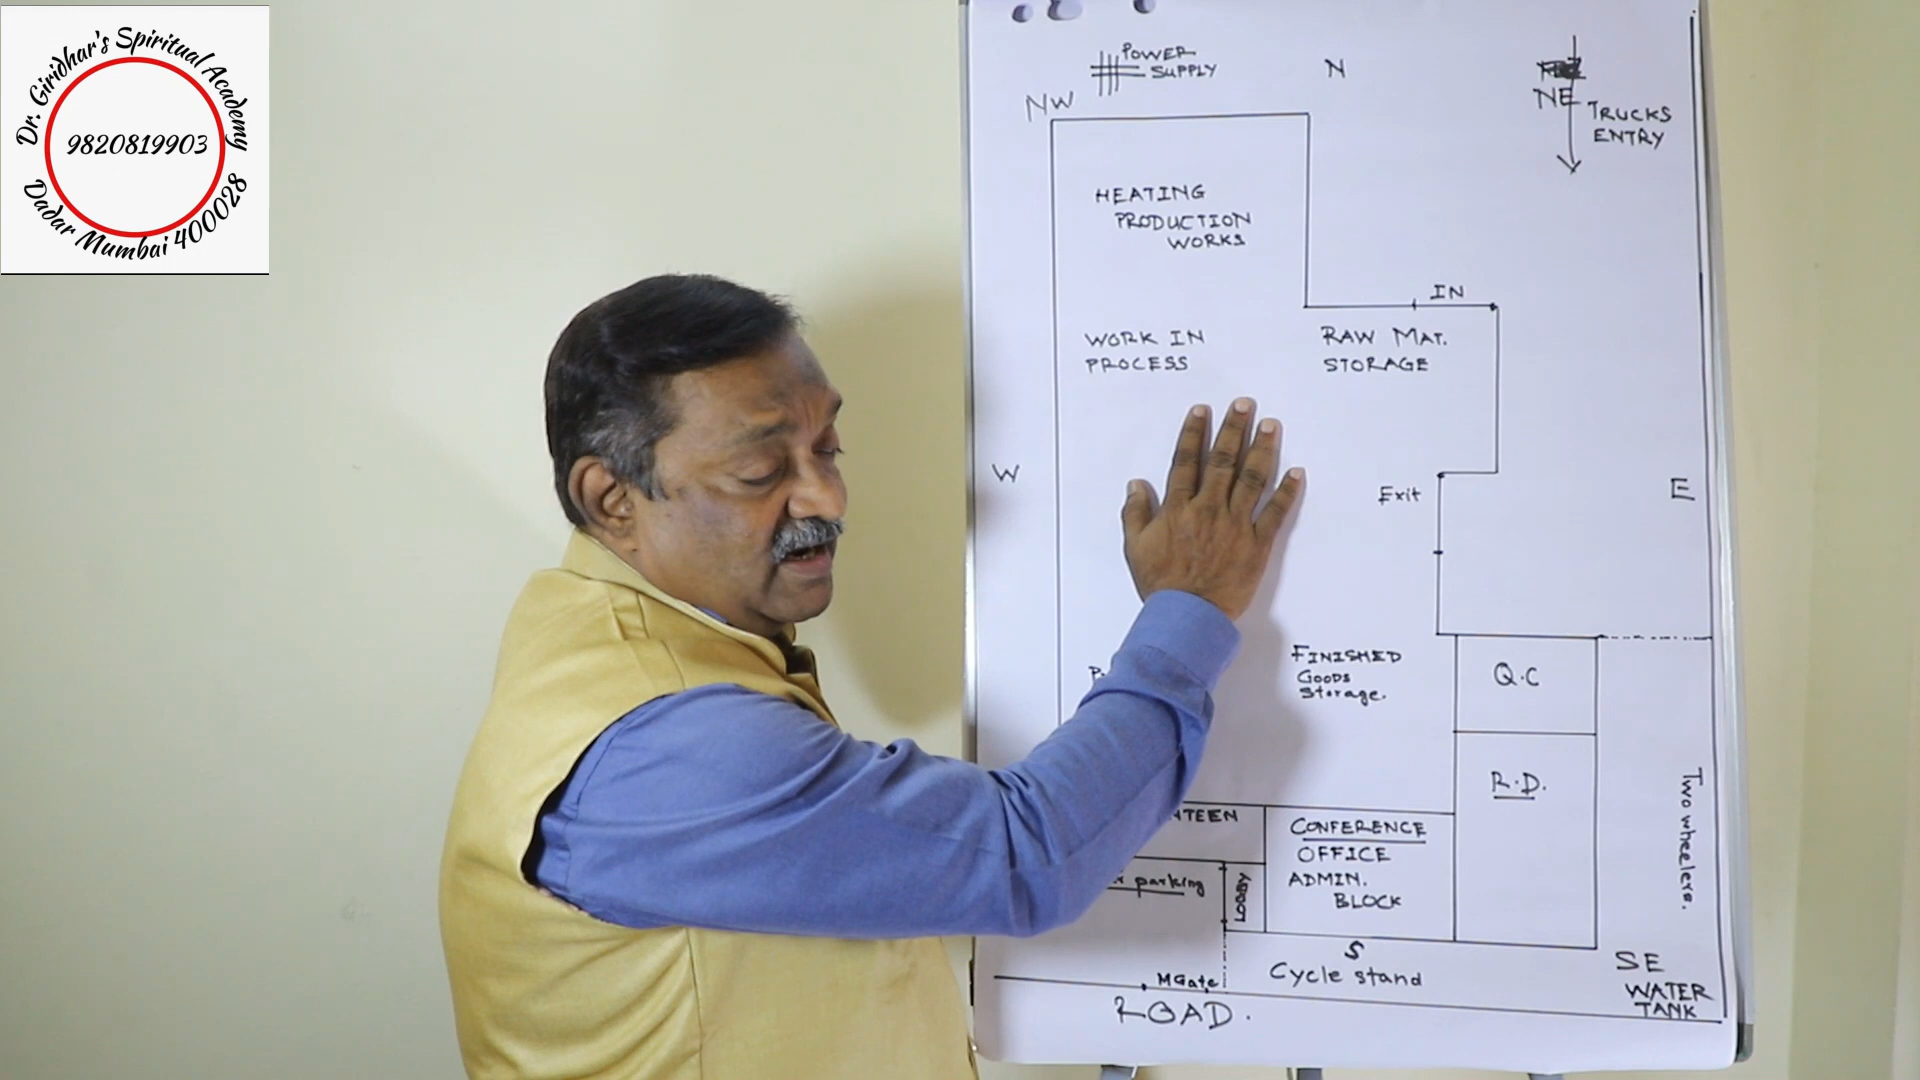 Dr. Giridhar's Spiritual Academy
9820819903
Dadar Mumbai 400028
POWER
SUPPLY
N
NW
NE
TRUCKS
ENTRY
HEATING
PRODUCTION
WORKS
IN
WORK IN
PROCESS
RAW MAT.
STORAGE
W
Exit
E
FINISHED
GOODS
Storage.
Q.C
R.D.
Two wheelers.
NTEEN
CONFERENCE
OFFICE
ADMIN.
BLOCK
parking
LOBBY
S
Cycle stand
SE
WATER
TANK
MGate
ROAD.